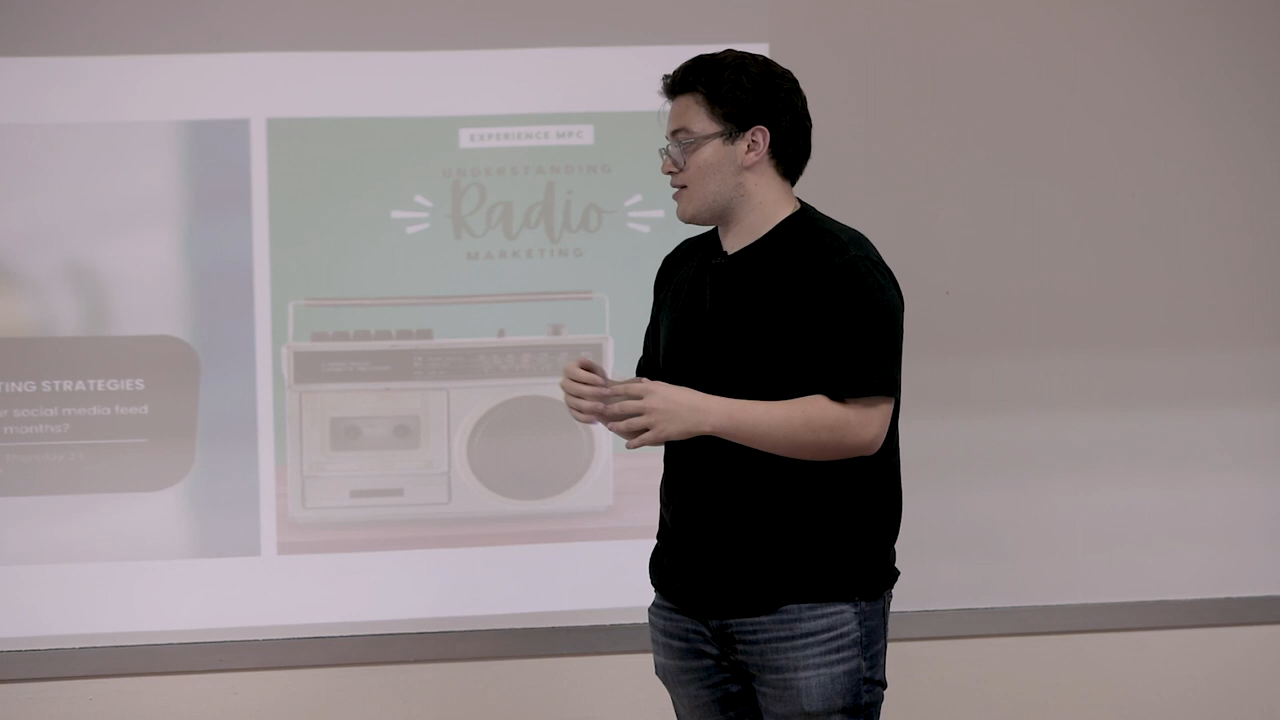 TING STRATEGIES
r social media feed
months?
EXPERIENCE MPC
UNDERSTANDING
Radio
MARKETING